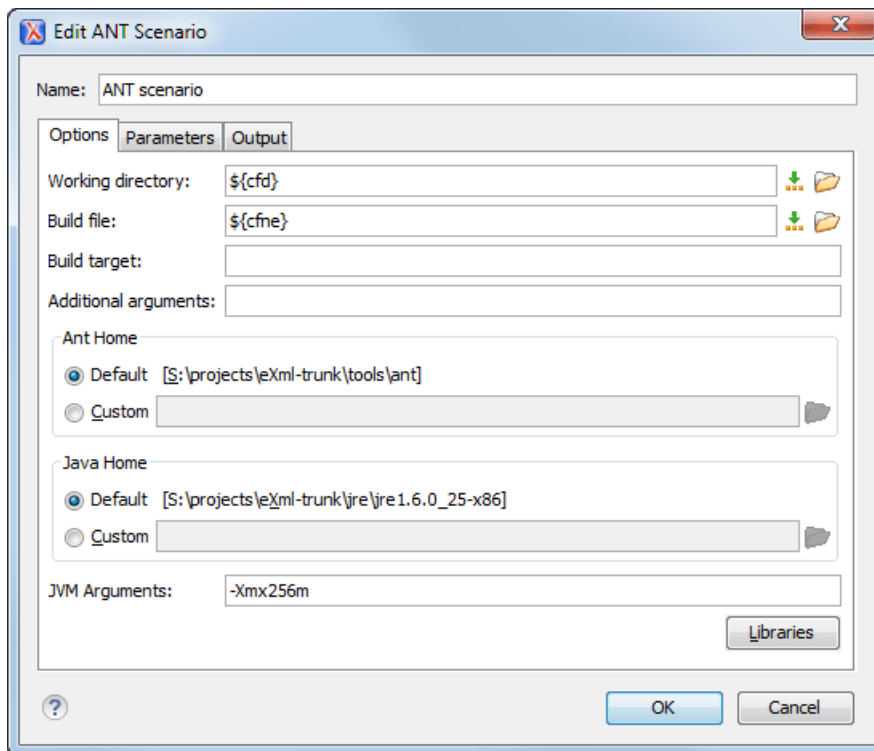 Edit ANT Scenario
Name: ANT scenario
Options Parameters Output
Working directory: ${cfd}
Build file: ${cfne}
Build target:
Additional arguments:
Ant Home
Default [S:\projects\eXml-trunk\tools\ant]
Custom
Java Home
Default [S:\projects\eXml-trunk\jre\jre1.6.0_25-x86]
Custom
JVM Arguments: -Xmx256m
Libraries
? OK Cancel